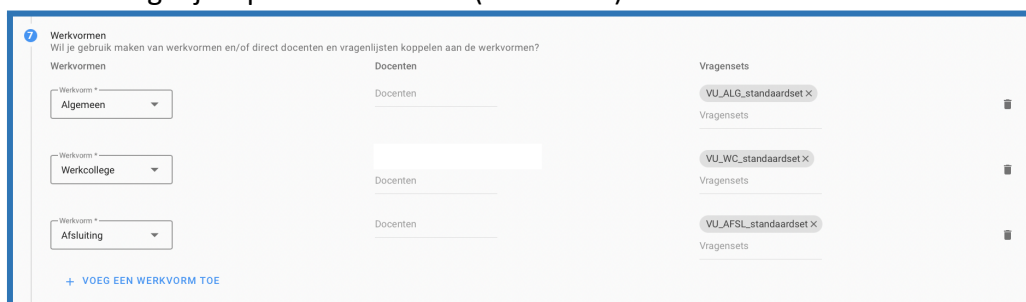 7 Werkvormen
Wil je gebruik maken van werkvormen en/of direct docenten en vragenlijsten koppelen aan de werkvormen?
Werkvormen Docenten Vragensets
Werkvorm *
Algemeen
Docenten
VU_ALG_standaardset ×
Vragensets
Werkvorm *
Werkcollege
Docenten
VU_WC_standaardset ×
Vragensets
Werkvorm *
Afsluiting
Docenten
VU_AFSL_standaardset ×
Vragensets
+ VOEG EEN WERKVORM TOE